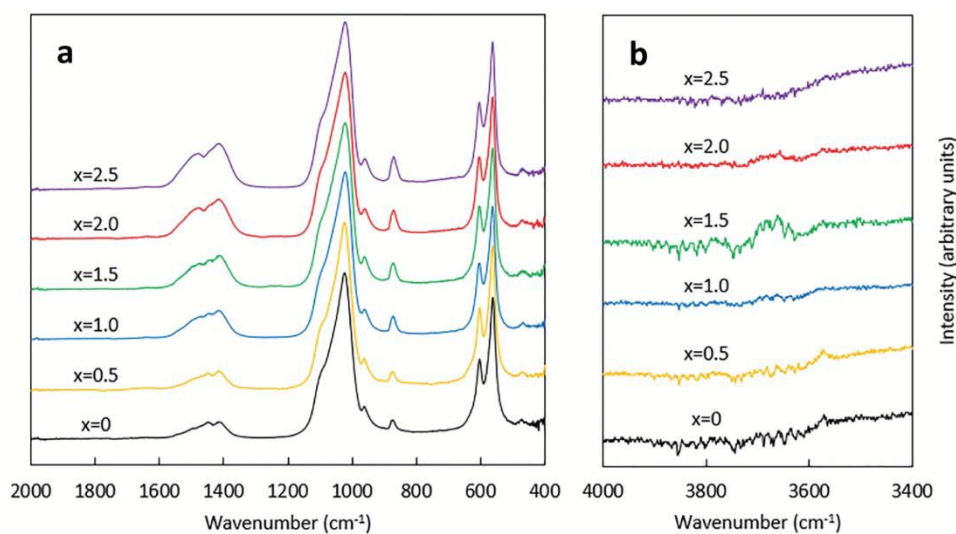 a
x=2.5
x=2.0
x=1.5
x=1.0
x=0.5
x=0
2000 1800 1600 1400 1200 1000 800 600 400
Wavenumber (cm⁻¹)
b
x=2.5
x=2.0
x=1.5
x=1.0
x=0.5
x=0
4000 3800 3600 3400
Wavenumber (cm⁻¹)
Intensity (arbitrary units)